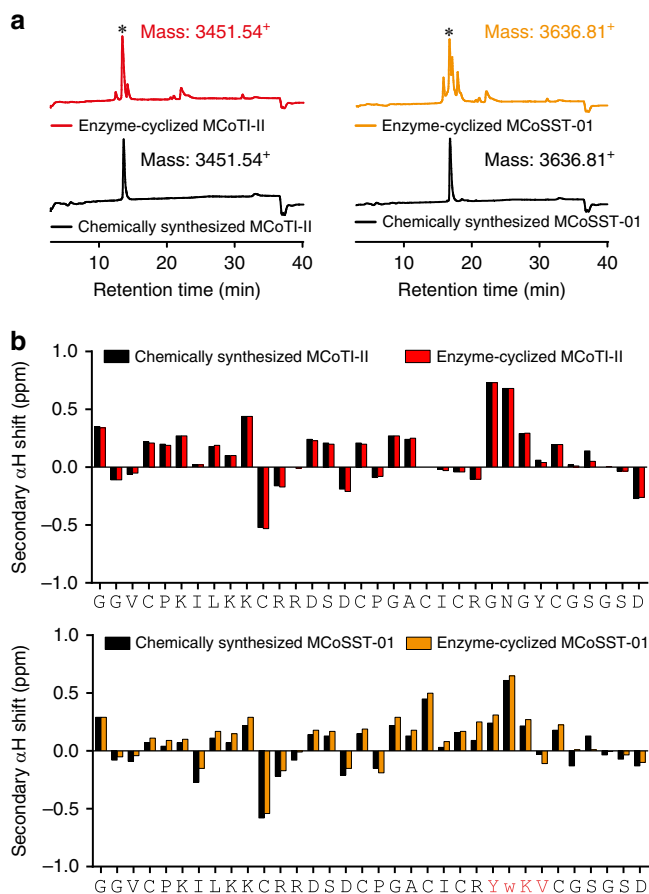 a
* Mass: 3451.54+
Enzyme-cyclized MCoTI-II
Mass: 3451.54+
Chemically synthesized MCoTI-II
10 20 30 40
Retention time (min)
* Mass: 3636.81+
Enzyme-cyclized MCoSST-01
Mass: 3636.81+
Chemically synthesized MCoSST-01
10 20 30 40
Retention time (min)
b
Secondary αH shift (ppm)
1.0
0.5
0.0
–0.5
–1.0
Chemically synthesized MCoTI-II Enzyme-cyclized MCoTI-II
G G V C P K I L K K C R R D S D C P G A C I C R G N G Y C G S G S D
Secondary αH shift (ppm)
1.0
0.5
0.0
–0.5
–1.0
Chemically synthesized MCoSST-01 Enzyme-cyclized MCoSST-01
G G V C P K I L K K C R R D S D C P G A C I C R Y w K V C G S G S D